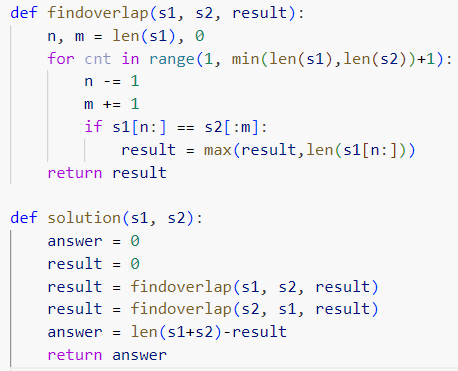 def findoverlap(s1, s2, result):
    n, m = len(s1), 0
    for cnt in range(1, min(len(s1),len(s2))+1):
        n -= 1
        m += 1
        if s1[n:] == s2[:m]:
            result = max(result,len(s1[n:]))
    return result

def solution(s1, s2):
    answer = 0
    result = 0
    result = findoverlap(s1, s2, result)
    result = findoverlap(s2, s1, result)
    answer = len(s1+s2)-result
    return answer